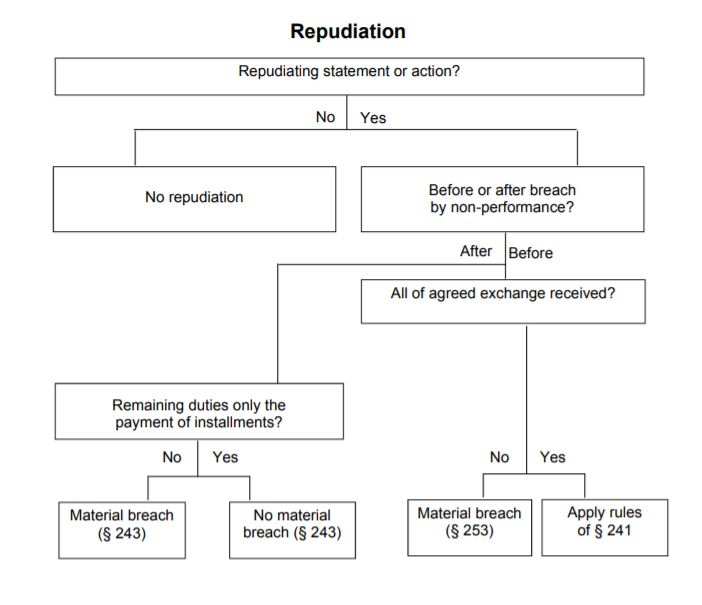 Repudiation
Repudiating statement or action?
No
Yes
No repudiation
Before or after breach
by non-performance?
After
Before
All of agreed exchange received?
Remaining duties only the
payment of installments?
No
Yes
No
Yes
Material breach
(§ 243)
No material
breach (§ 243)
Material breach
(§ 253)
Apply rules
of § 241